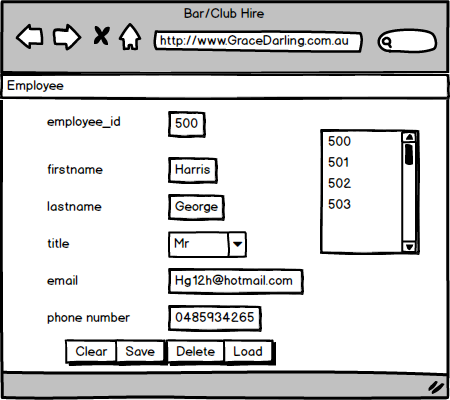 Bar/Club Hire
http://www.GraceDarling.com.au
Employee
employee_id 500
firstname Harris
lastname George
title Mr
email Hg12h@hotmail.com
phone number 0485934265
500
501
502
503
Clear Save Delete Load